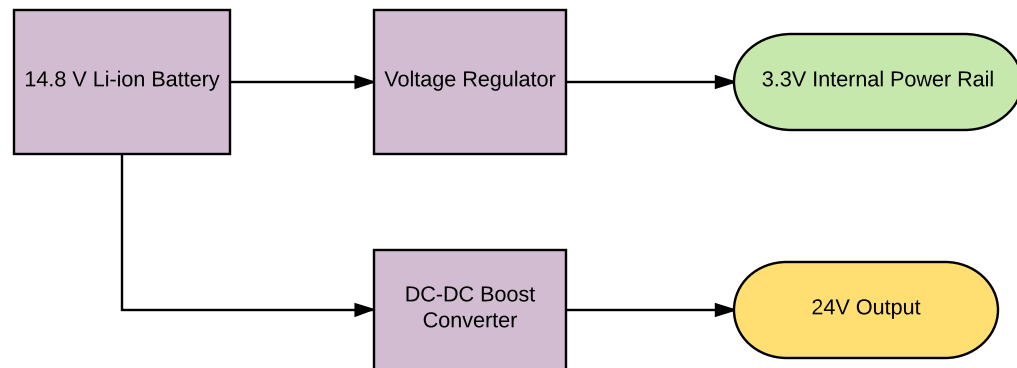 14.8 V Li-ion Battery
Voltage Regulator
3.3V Internal Power Rail
DC-DC Boost
Converter
24V Output